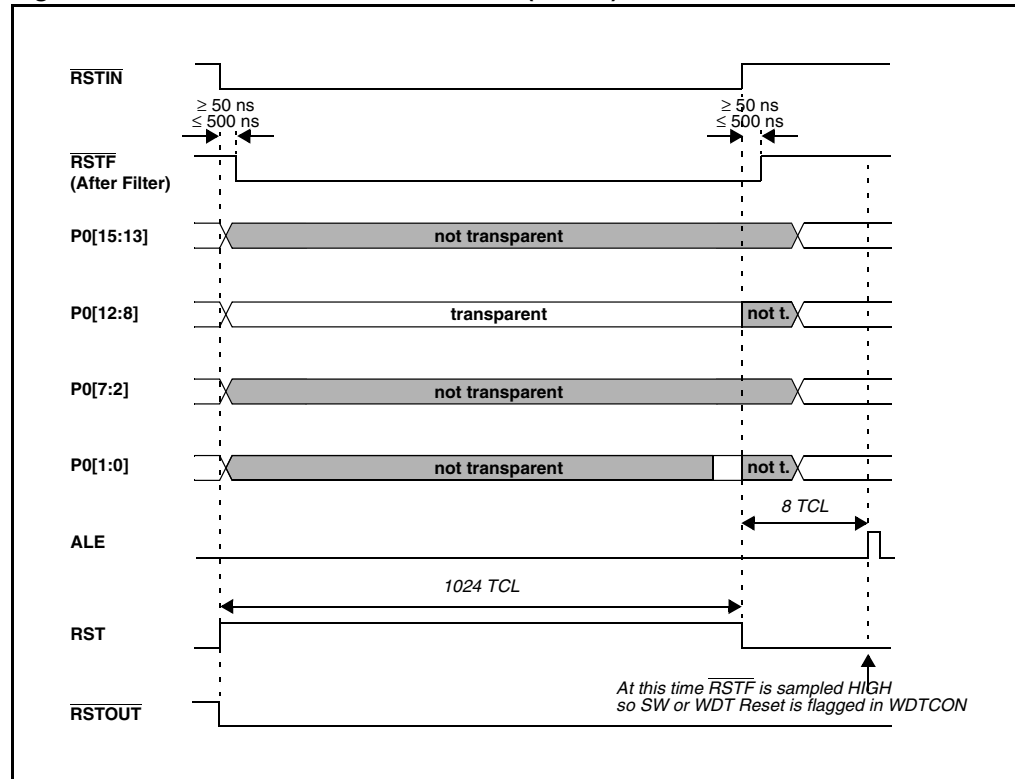 RSTIN
≥ 50 ns
≤ 500 ns
≥ 50 ns
≤ 500 ns
RSTF
(After Filter)
P0[15:13]
not transparent
P0[12:8]
transparent
not t.
P0[7:2]
not transparent
P0[1:0]
not transparent
not t.
8 TCL
ALE
1024 TCL
RST
At this time RSTF is sampled HIGH
so SW or WDT Reset is flagged in WDTCON
RSTOUT